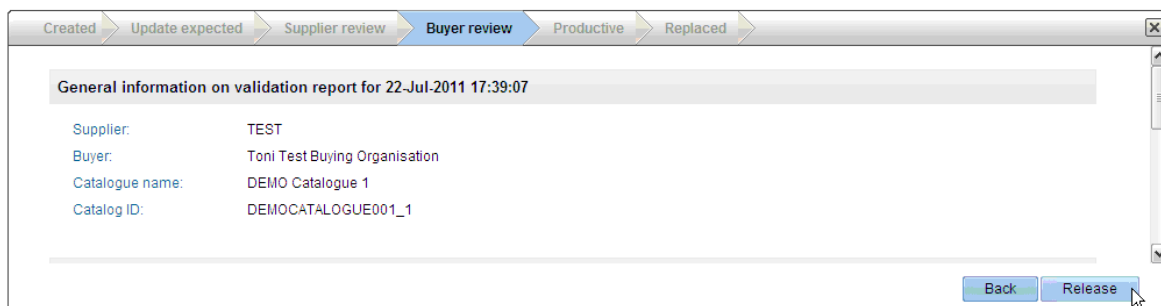 Created Update expected Supplier review Buyer review Productive Replaced
General information on validation report for 22-Jul-2011 17:39:07
Supplier: TEST
Buyer: Toni Test Buying Organisation
Catalogue name: DEMO Catalogue 1
Catalog ID: DEMOCATALOGUE001_1
Back Release